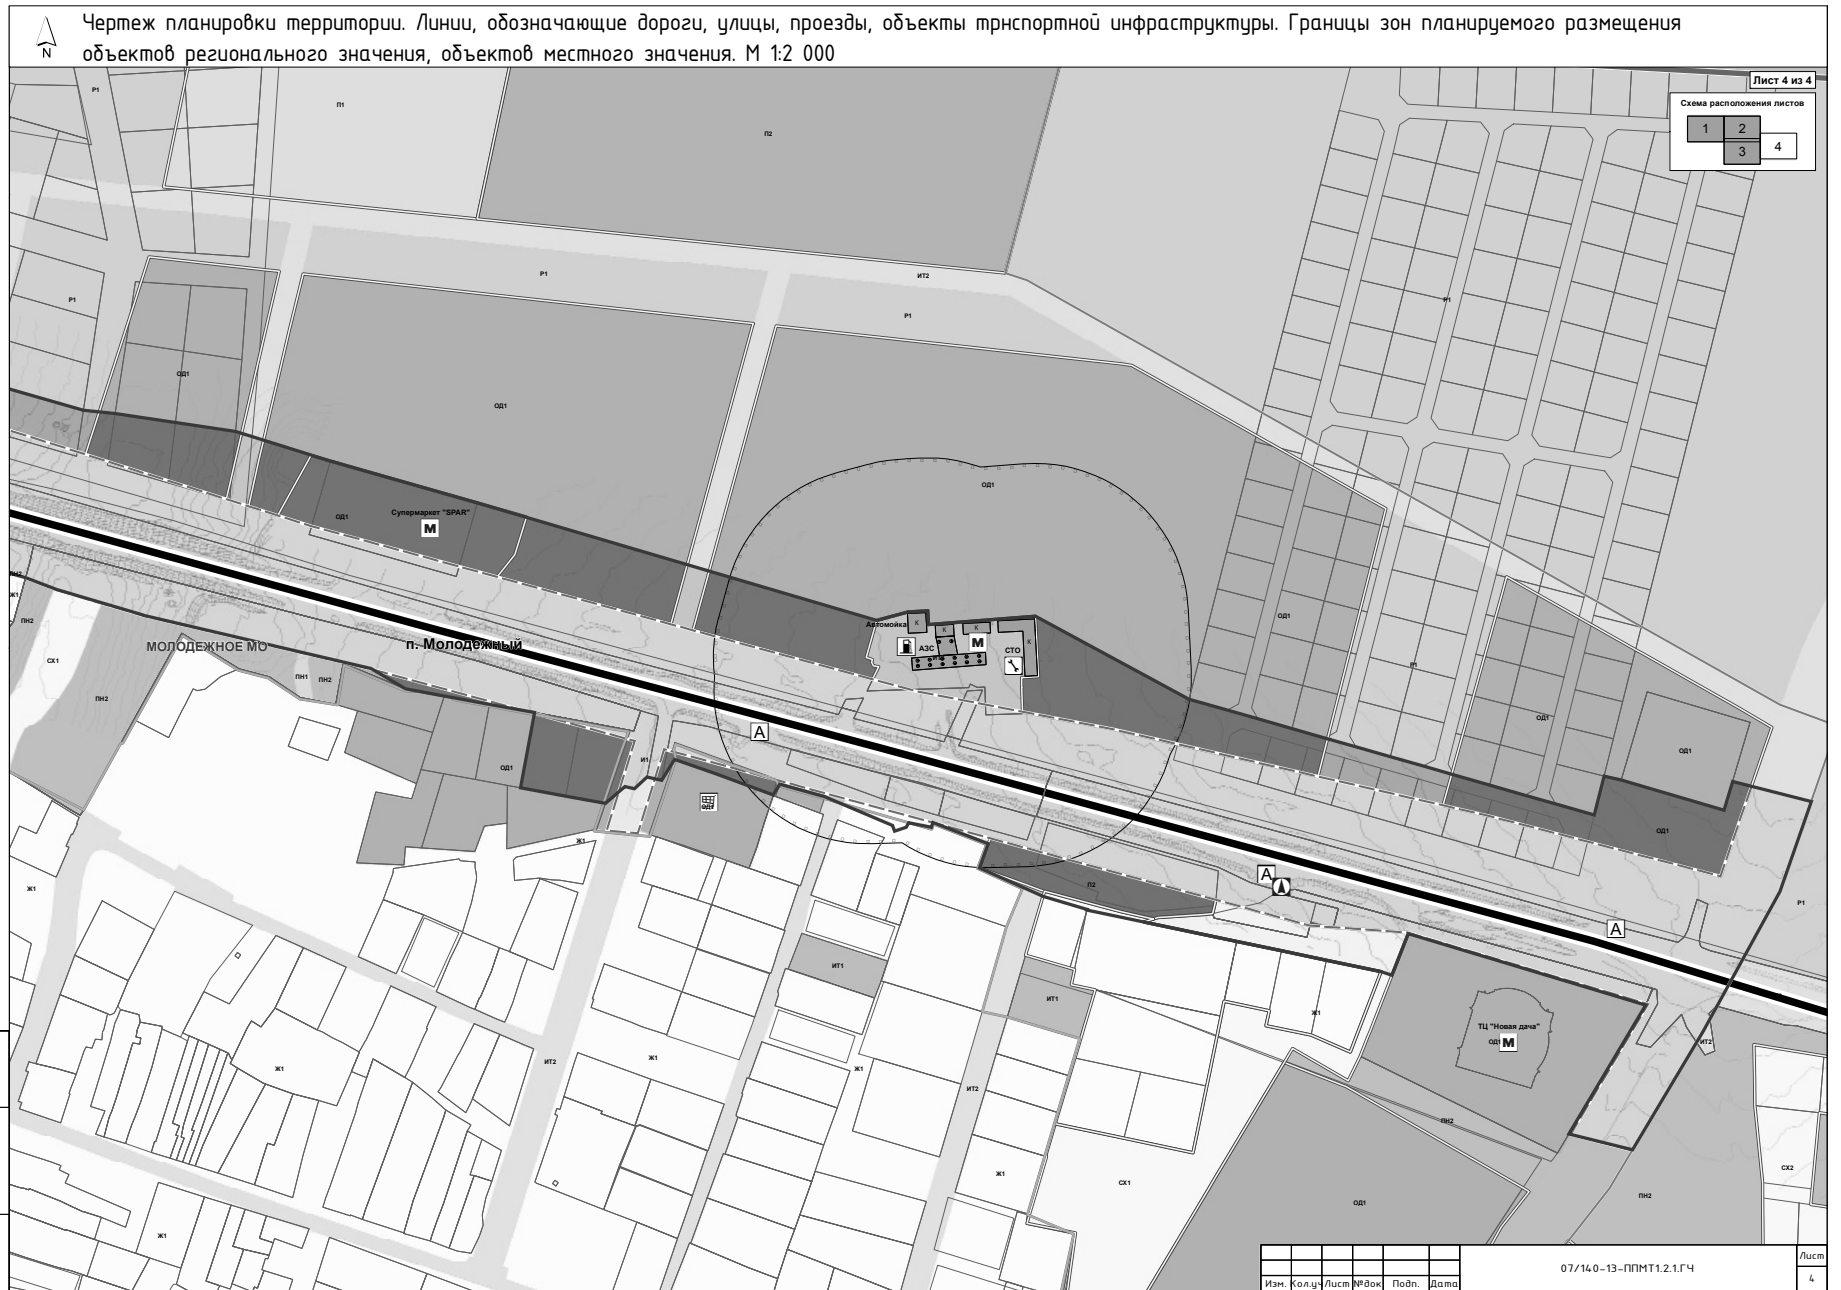 Чертеж планировки территории. Линии, обозначающие дороги, улицы, проезды, объекты трнспортной инфраструктуры. Границы зон планируемого размещения
объектов регионального значения, объектов местного значения. М 1:2 000
N
Лист 4 из 4
Схема расположения листов
1
2
3
4
Р1
П1
П2
Р1
Р1
ИТ2
Р1
Р1
ОД1
ОД1
ОД1
ОД1
Супермаркет "SPAR"
М
ПН2
Ж1
ПН2
СХ1
ПН2
МОЛОДЕЖНОЕ МО
п. Молодежный
ПН1
ПН2
Автомойка
К
К
К
К
АЗС
М
СТО
ОД1
Р1
ОД1
ОД1
ОД1
И1
ОД1
А
А
А
П2
ОД1
Р1
Ж1
Ж1
ИТ1
ИТ1
Ж1
ТЦ "Новая дача"
ОД1
М
ИТ2
Ж1
ИТ2
Ж1
Ж1
ИТ2
ПН2
Ж1
СХ1
СХ2
ПН2
ОД1
Ж1
07/140-13-ППМТ1.2.1.ГЧ
Лист
4
Изм.
Кол.уч
Лист
№док
Подп.
Дата